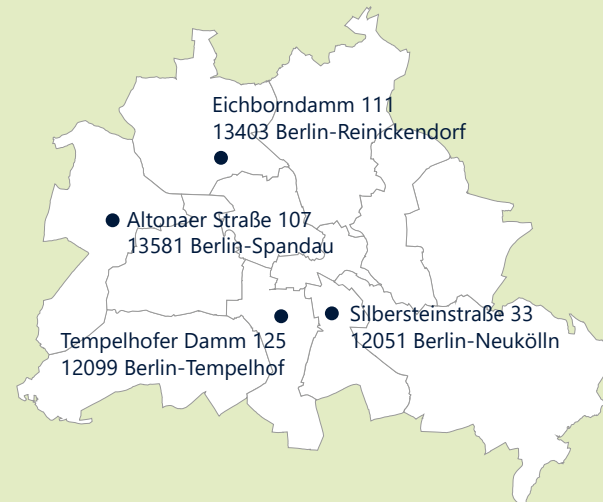 Eichborndamm 111
13403 Berlin-Reinickendorf
Altonaer Straße 107
13581 Berlin-Spandau
Silbersteinstraße 33
12051 Berlin-Neukölln
Tempelhofer Damm 125
12099 Berlin-Tempelhof